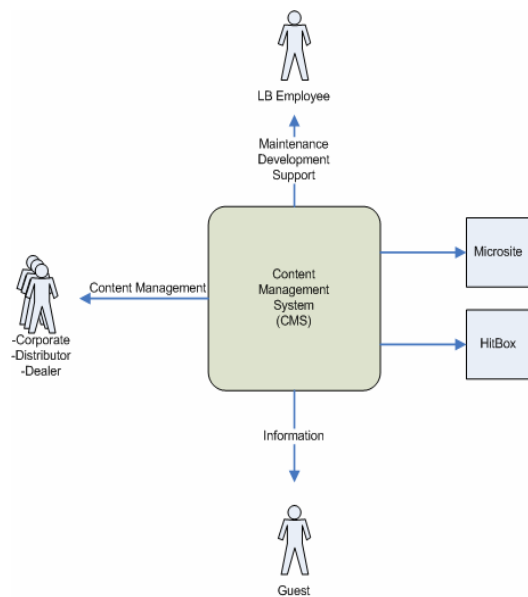 LB Employee
Maintenance
Development
Support
Content Management
-Corporate
-Distributor
-Dealer
Content
Management
System
(CMS)
Microsite
HitBox
Information
Guest